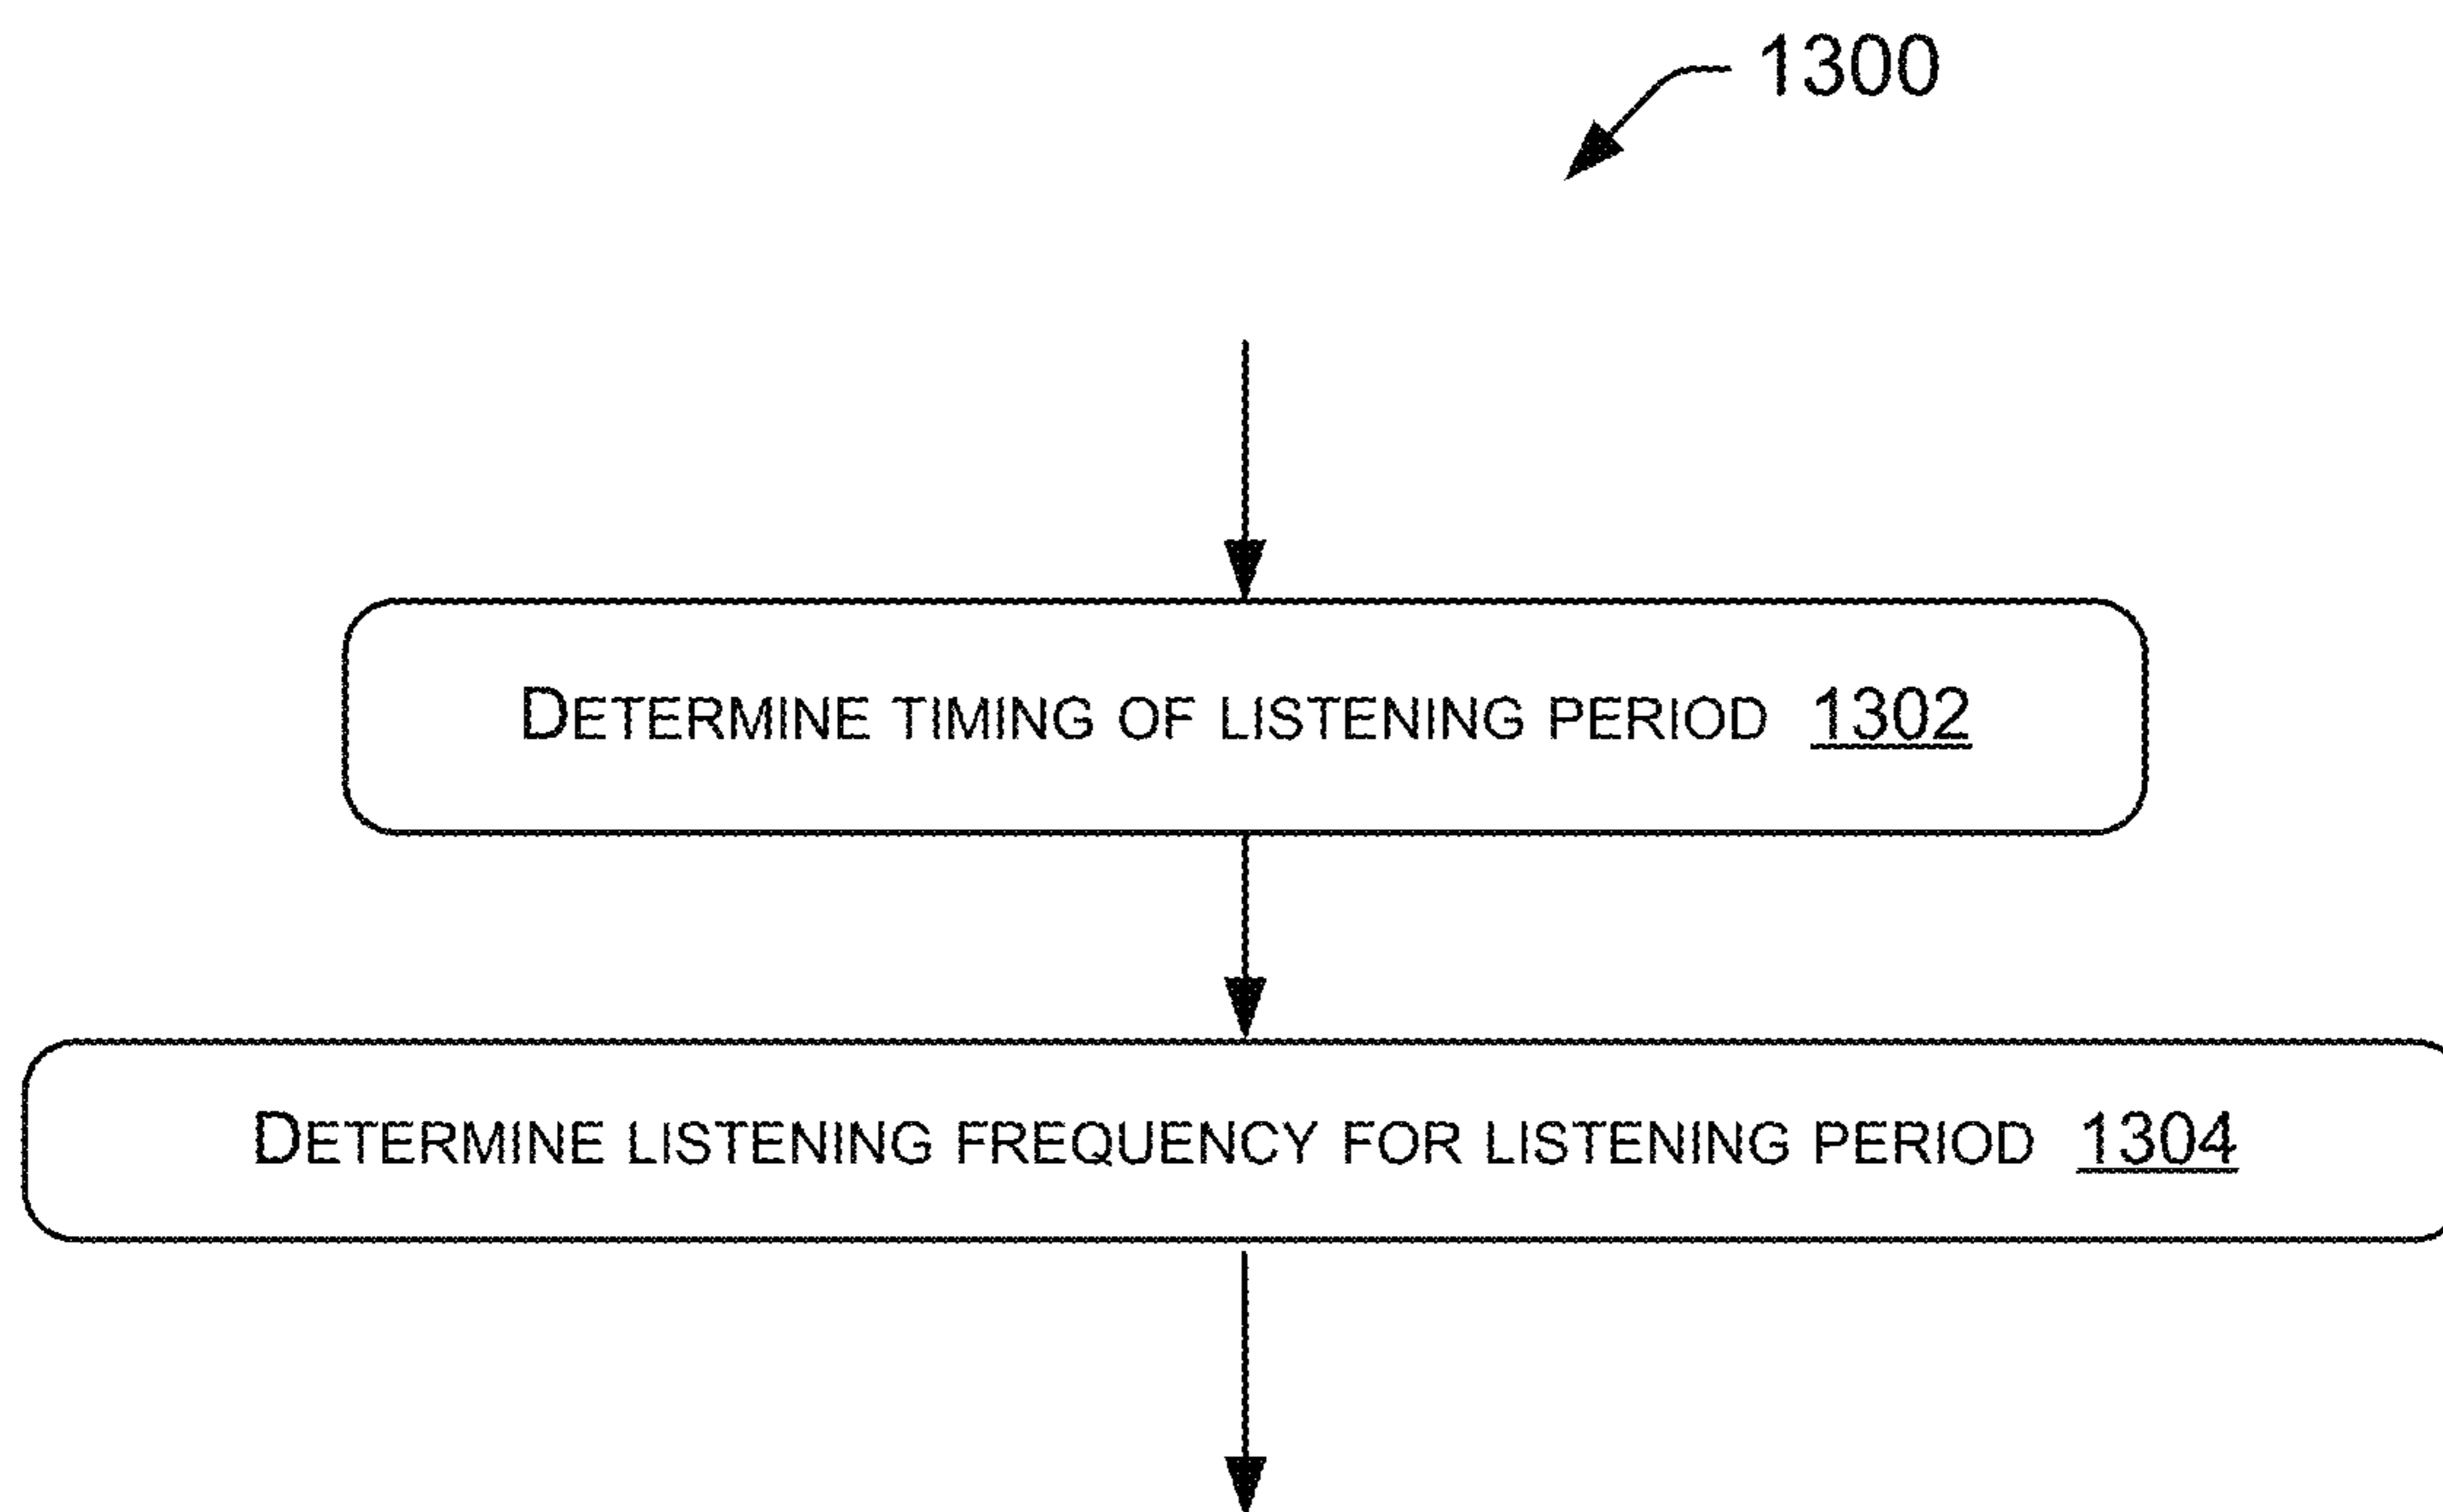 1300
DETERMINE TIMING OF LISTENING PERIOD 1302
DETERMINE LISTENING FREQUENCY FOR LISTENING PERIOD 1304